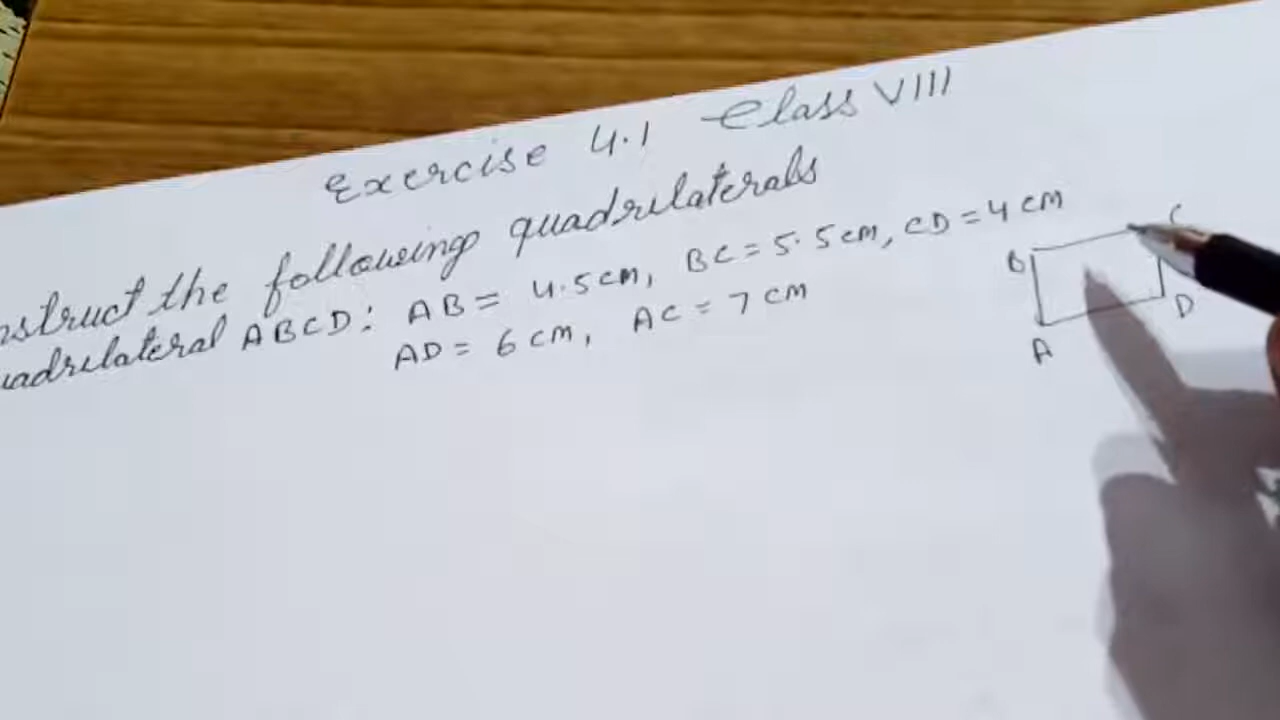 Exercise 4.1 Class VIII
nstruct the following quadrilaterals
uadrilateral ABCD: AB = 4.5cm, BC = 5.5cm, CD = 4cm
AD = 6cm, AC = 7cm
B C
A D